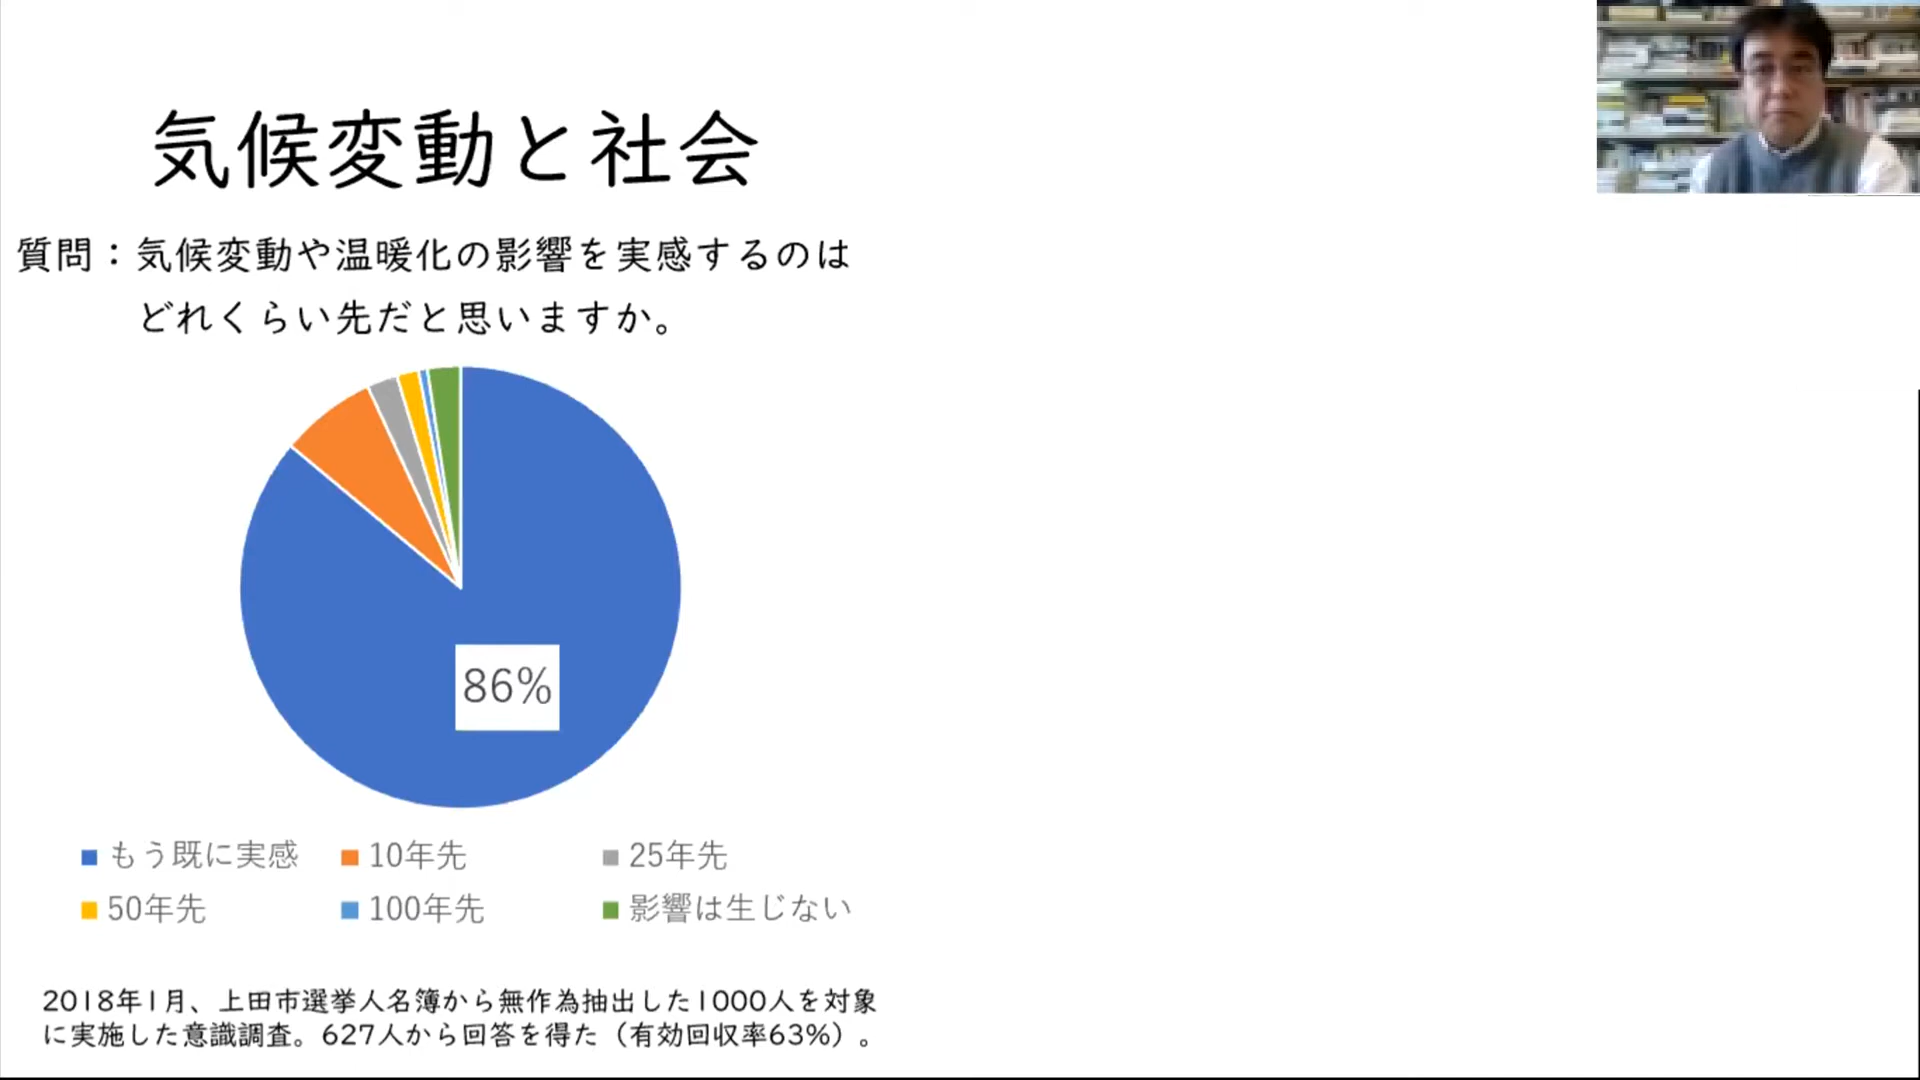 気候変動と社会
質問：気候変動や温暖化の影響を実感するのは
どれくらい先だと思いますか。
86%
もう既に実感
10年先
25年先
50年先
100年先
影響は生じない
2018年1月、上田市選挙人名簿から無作為抽出した1000人を対象
に実施した意識調査。627人から回答を得た（有効回収率63%）。